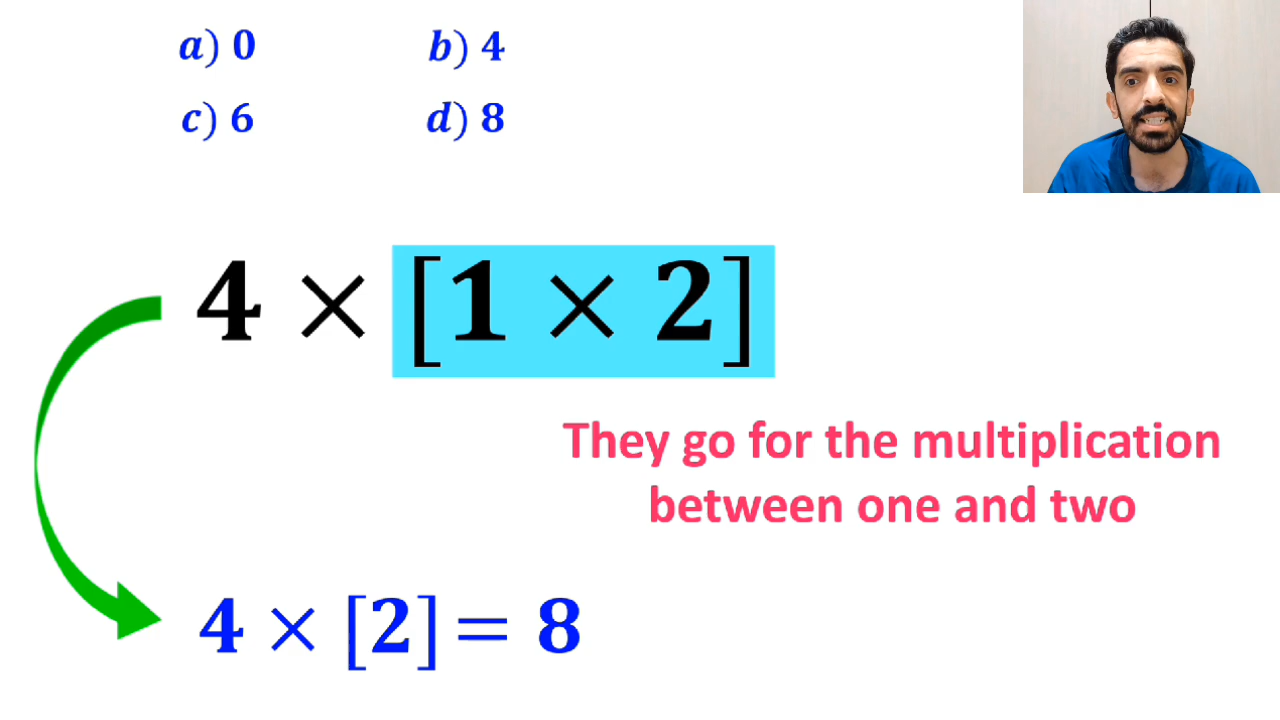 a) 0 b) 4
c) 6 d) 8
4 × [1 × 2]
They go for the multiplication
between one and two
4 × [2] = 8